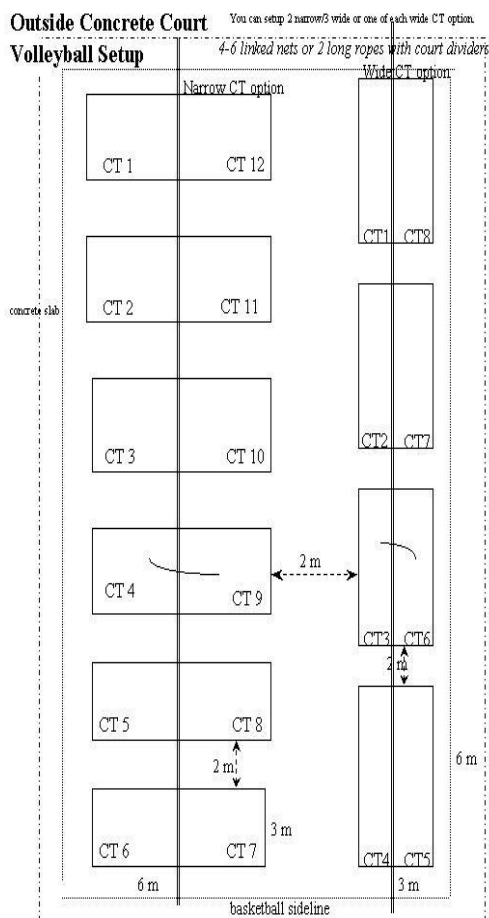 Outside Concrete Court
You can setup 2 narrow/3 wide or one of each wide CT option.
Volleyball Setup
4-6 linked nets or 2 long ropes with court dividers
Wide CT option
Narrow CT option
CT 1
CT 12
CT1
CT8
CT 2
CT 11
concrete slab
CT 3
CT 10
CT2
CT7
2 m
CT 4
CT 9
CT3
CT6
2 m
CT 5
CT 8
2 m
6 m
3 m
CT 6
CT 7
CT4
CT5
6 m
3 m
basketball sideline